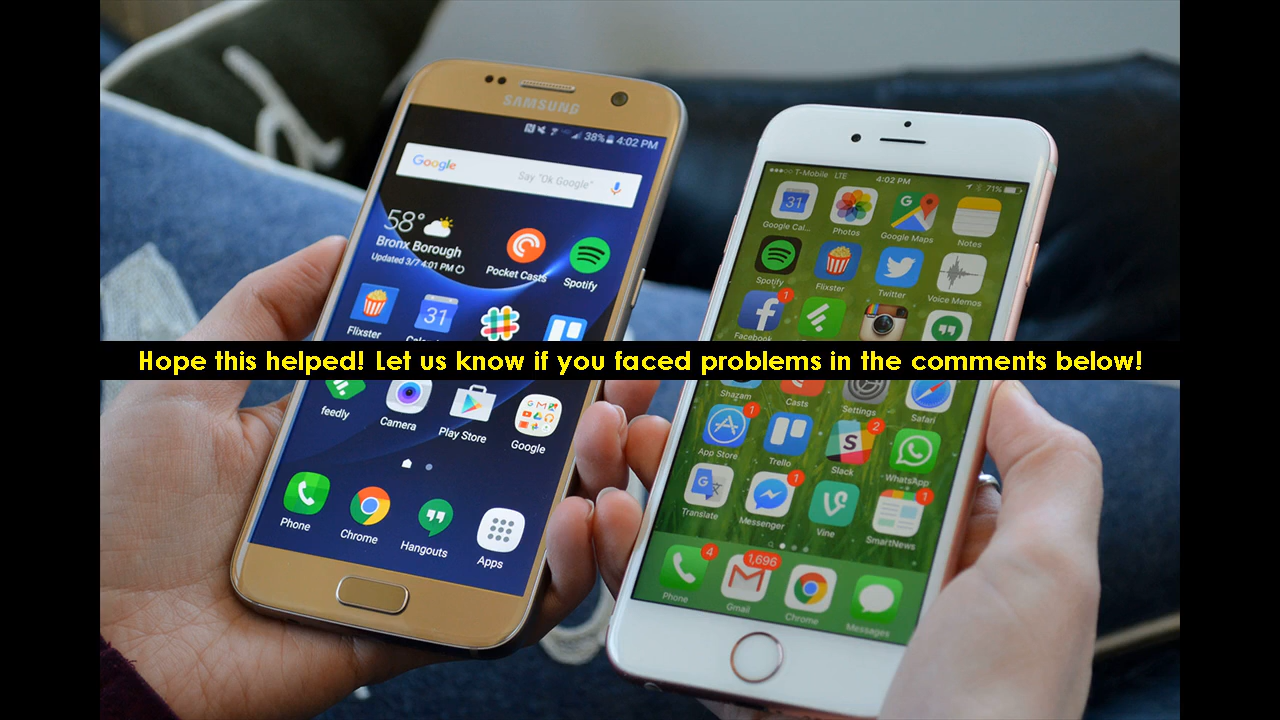 SAMSUNG
38% 4:02 PM
Google
Say "Ok Google"
58°
Bronx Borough
Updated 3/7 4:01 PM
Pocket Casts
Spotify
Flixster
31
feedly
Camera
Play Store
Google
Phone
Chrome
Hangouts
Apps
T-Mobile LTE 4:02 PM 71%
31
Google Cal...
Photos
Google Maps
Notes
Spotify
Flixster
Twitter
Voice Memos
1
Facebook
Hope this helped! Let us know if you faced problems in the comments below!
Shazam
Casts
Settings
Safari
1
2
App Store
Trello
Slack
WhatsApp
1
1
Translate
Messenger
Vine
SmartNews
4
1,696
Phone
Gmail
Chrome
Messages